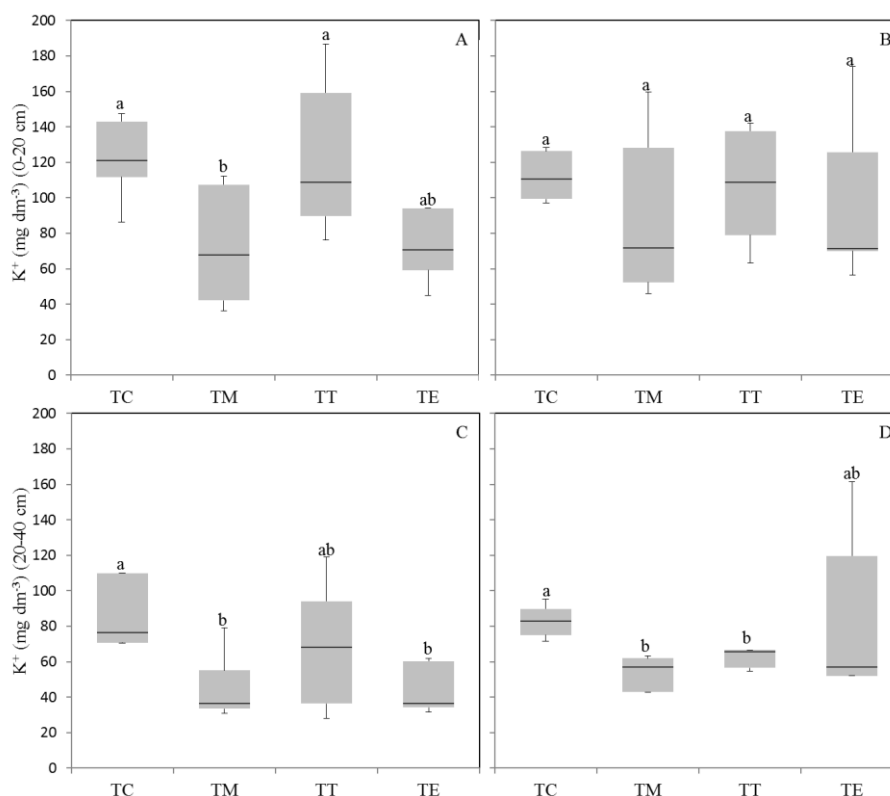 200
180
160
140
120
100
80
60
40
20
0
K⁺ (mg dm⁻³) (0-20 cm)
A
a
b
a
ab
TC TM TT TE
B
a
a
a
a
TC TM TT TE
200
180
160
140
120
100
80
60
40
20
0
K⁺ (mg dm⁻³) (20-40 cm)
C
a
b
ab
b
TC TM TT TE
D
a
b
b
ab
TC TM TT TE